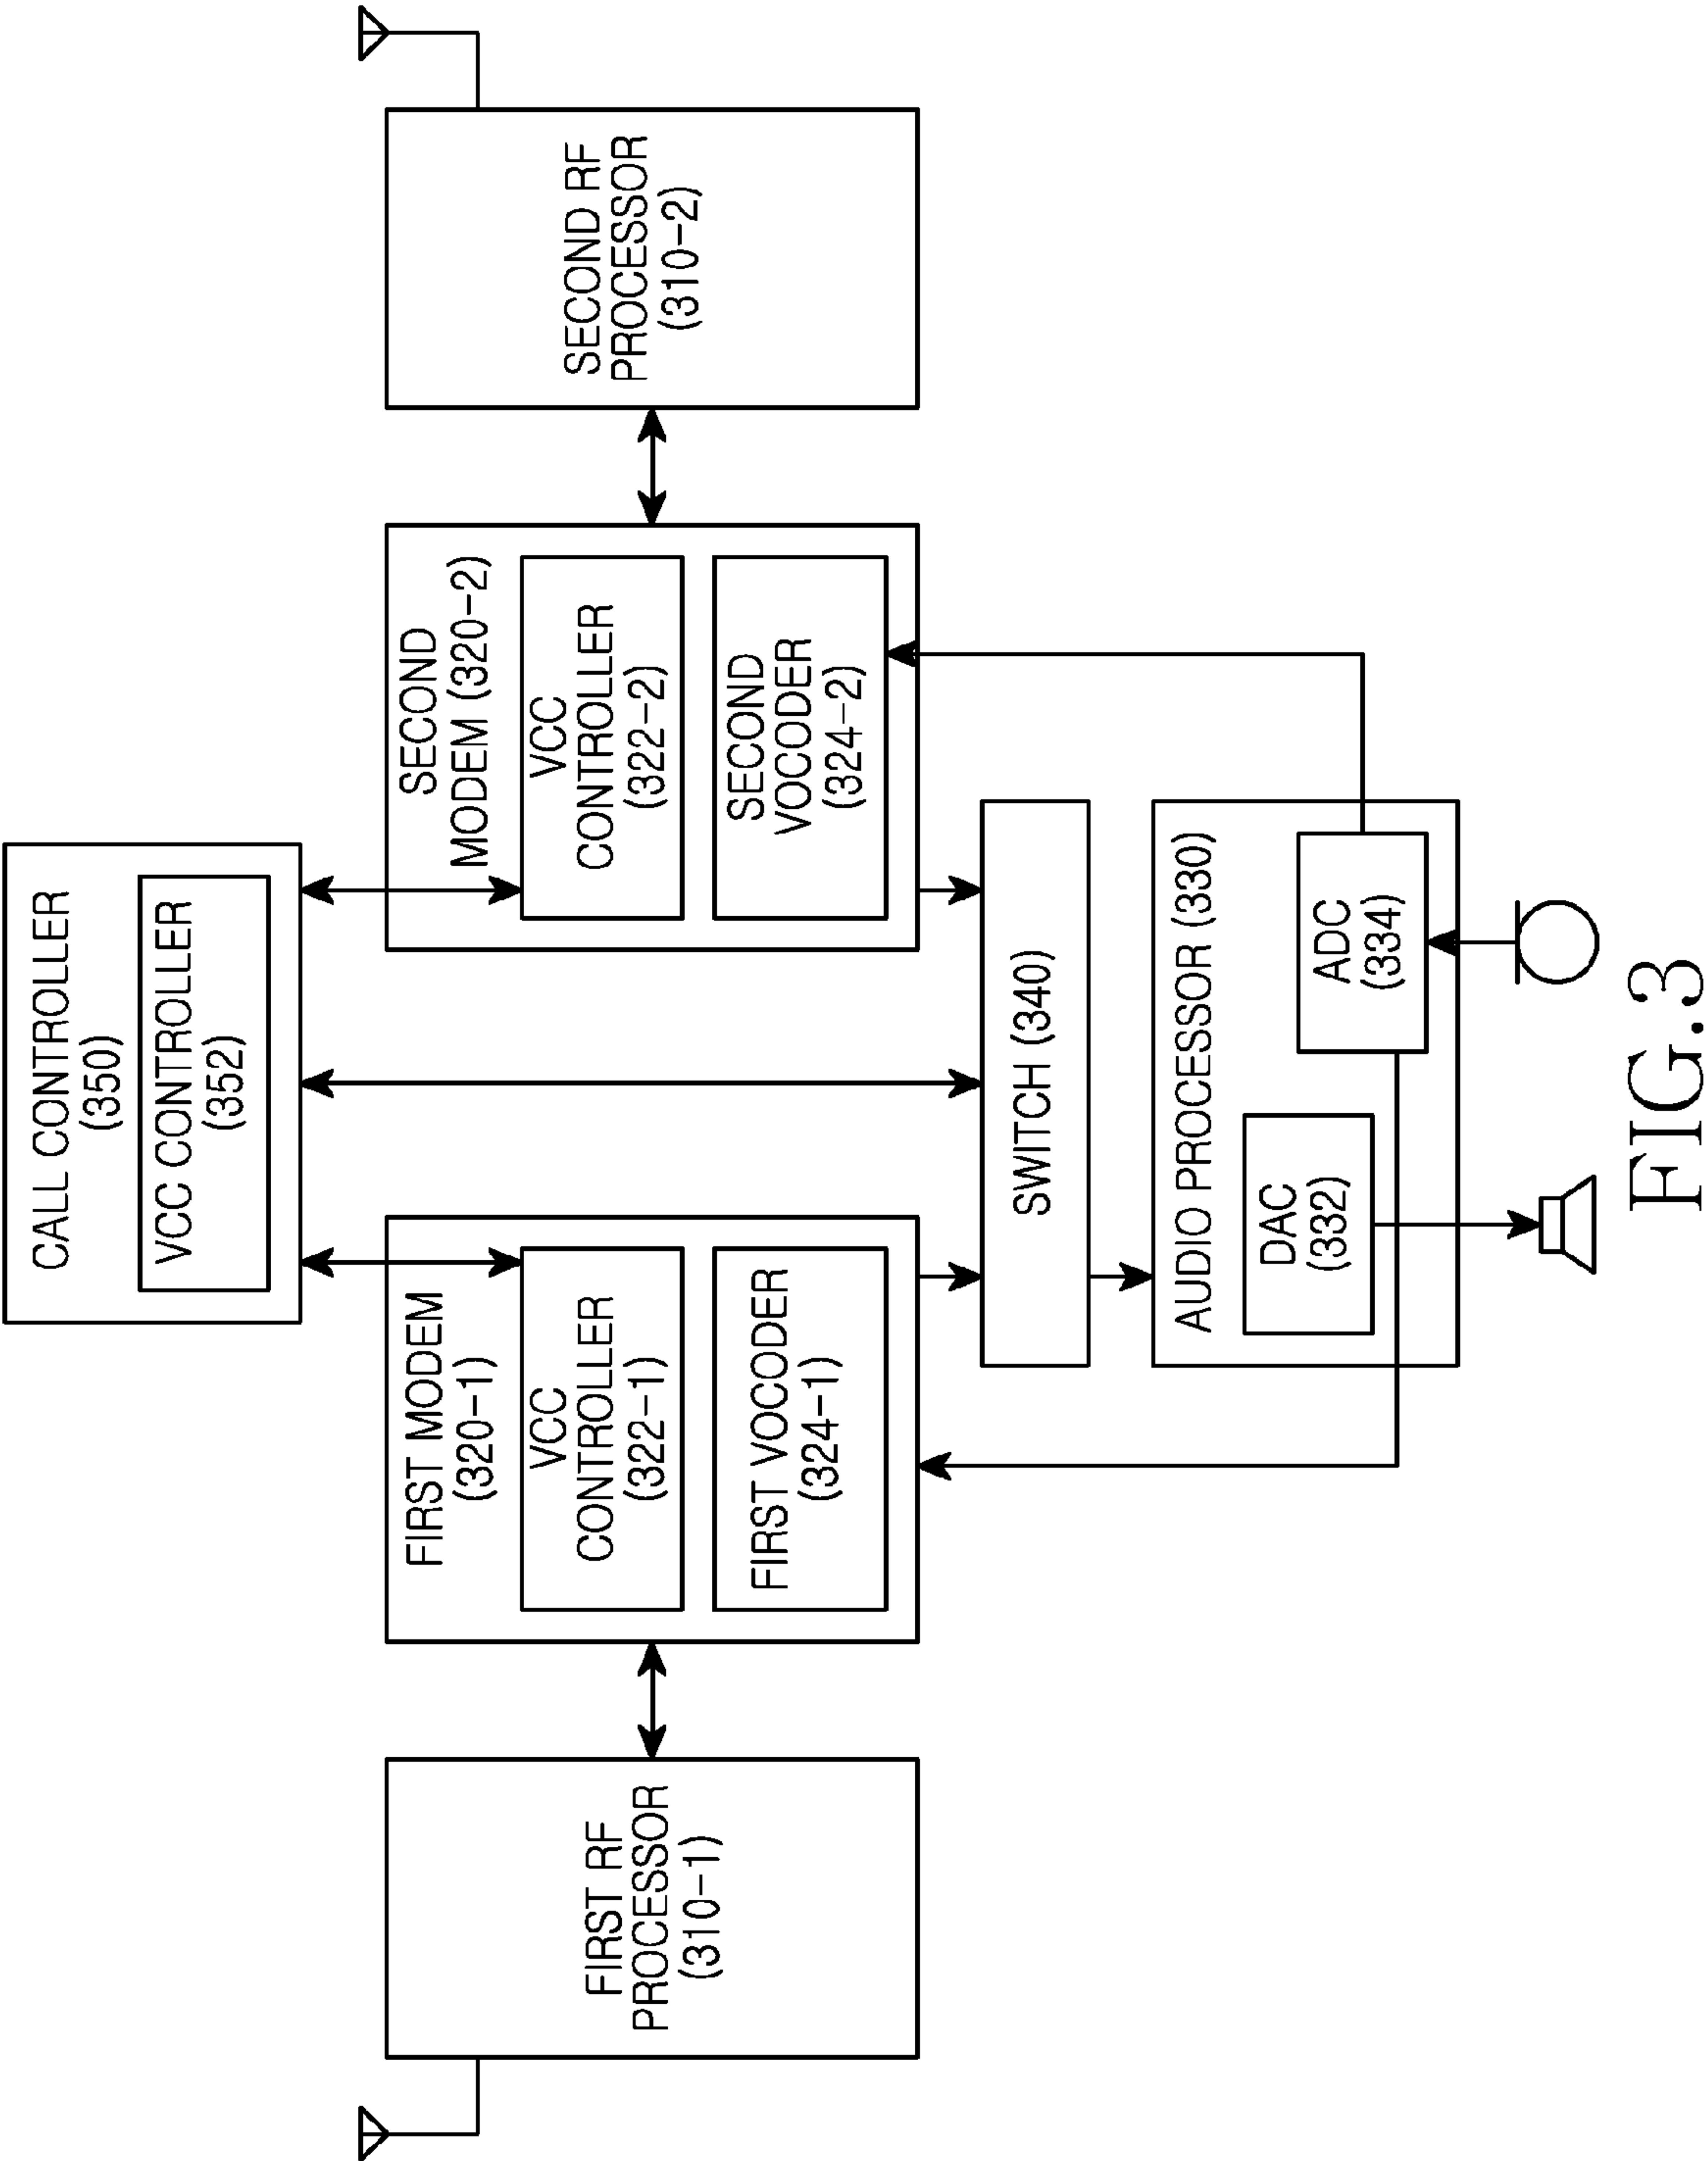 CALL CONTROLLER
(350)
VCC CONTROLLER
(352)
FIRST RF
PROCESSOR
(310-1)
FIRST MODEM
(320-1)
VCC
CONTROLLER
(322-1)
FIRST VOCODER
(324-1)
SECOND
MODEM (320-2)
VCC
CONTROLLER
(322-2)
SECOND
VOCODER
(324-2)
SECOND RF
PROCESSOR
(310-2)
SWITCH (340)
AUDIO PROCESSOR (330)
DAC
(332)
ADC
(334)
FIG.3